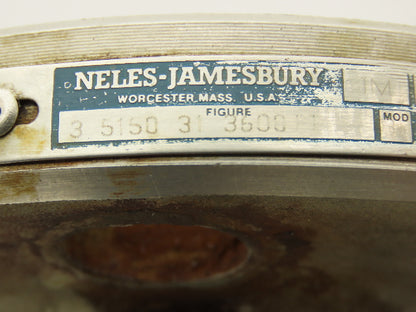 NELES-JAMESBURY
WORCESTER, MASS. U.S.A.
FIGURE
3 5150 31 3600
MOD